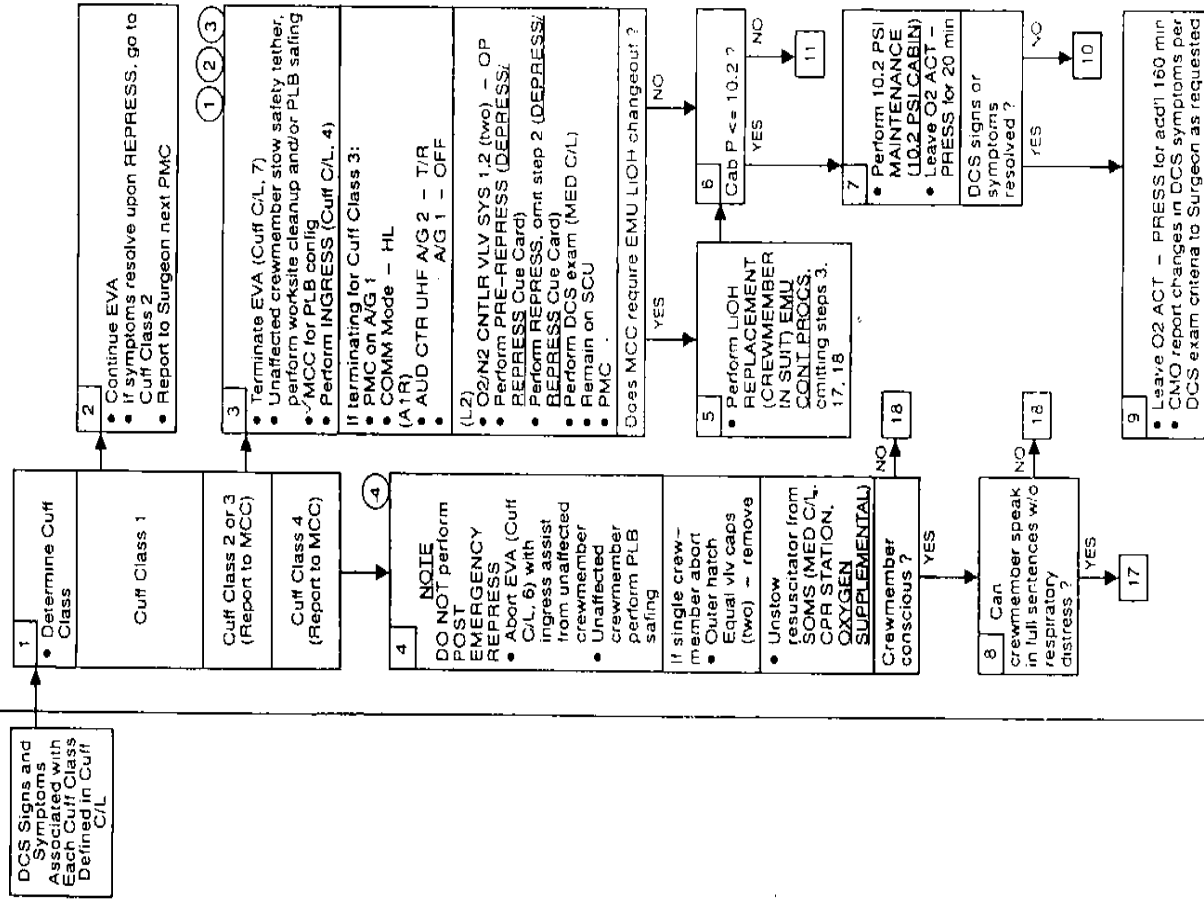 DCS Signs and
Symptoms
Associated with
Each Cuff Class
Defined in Cuff
C/L
1
• Determine Cuff
Class
Cuff Class 1
Cuff Class 2 or 3
(Report to MCC)
Cuff Class 4
(Report to MCC)
2
• Continue EVA
• If symptoms resolve upon REPRESS, go to
Cuff Class 2
• Report to Surgeon next PMC
1 2 3
3
• Terminate EVA (Cuff C/L, 7)
• Unaffected crewmember stow safety tether,
perform worksite cleanup and/or PLB safing
• ✓MCC for PLB config
• Perform INGRESS (Cuff C/L, 4)
If terminating for Cuff Class 3:
• PMC on A/G 1
• COMM Mode – HL
(A1R)
• AUD CTR UHF A/G 2 – T/R
• A/G 1 – OFF
(L2)
• O2/N2 CNTLR VLV SYS 1,2 (two) – OP
• Perform PRE-REPRESS (DEPRESS/
REPRESS Cue Card)
• Perform REPRESS, omit step 2 (DEPRESS/
REPRESS Cue Card)
• Perform DCS exam (MED C/L)
• Remain on SCU
• PMC
Does MCC require EMU LiOH changeout ?
YES
NO
4
4
NOTE
DO NOT perform
POST
EMERGENCY
REPRESS
• Abort EVA (Cuff
C/L, 6) with
ingress assist
from unaffected
crewmember
• Unaffected
crewmember
perform PLB
safing
If single crew–
member abort
• Outer hatch
Equal vlv caps
(two) – remove
• Unstow
resuscitator from
SOMS (MED C/L,
CPR STATION,
OXYGEN
SUPPLEMENTAL)
Crewmember
conscious ?
NO
18
YES
5
• Perform LiOH
REPLACEMENT
(CREWMEMBER
IN SUIT) EMU
CONT PROCS,
omitting steps 3,
17, 18
6
Cab P <= 10.2 ?
YES
NO
11
7
• Perform 10.2 PSI
MAINTENANCE
(10.2 PSI CABIN)
• Leave O2 ACT –
PRESS for 20 min
DCS signs or
symptoms
resolved ?
YES
NO
10
8
Can
crewmember speak
in full sentences w/o
respiratory
distress ?
NO
18
YES
17
9
• Leave O2 ACT – PRESS for add'l 160 min
• CMO report changes in DCS symptoms per
DCS exam criteria to Surgeon as requested